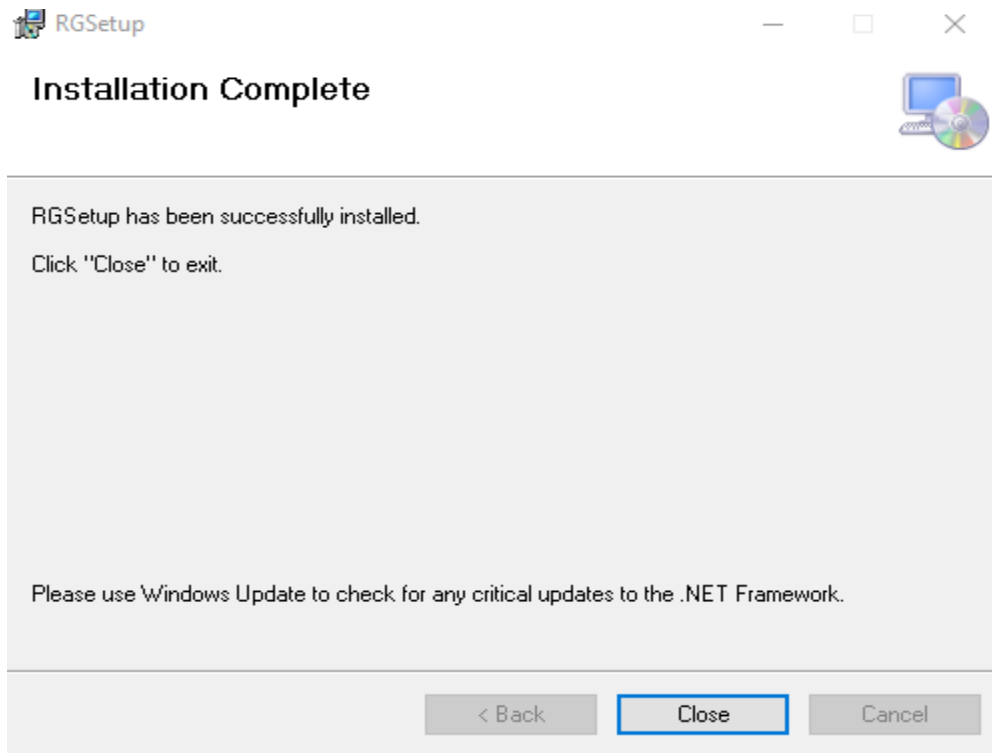 RGSetup
Installation Complete
RGSetup has been successfully installed.
Click "Close" to exit.
Please use Windows Update to check for any critical updates to the .NET Framework.
< Back
Close
Cancel